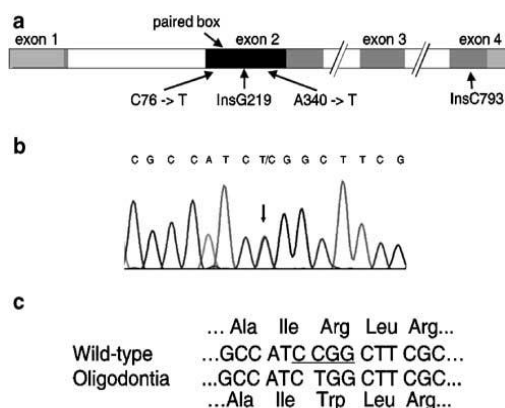 a
paired box
exon 1 exon 2 exon 3 exon 4
C76 -> T InsG219 A340 -> T InsC793
b
C G C C A T C T/C G G C T T C G
c
... Ala Ile Arg Leu Arg...
Wild-type ...GCC ATC CGG CTT CGC...
Oligodontia ...GCC ATC TGG CTT CGC...
... Ala Ile Trp Leu Arg...